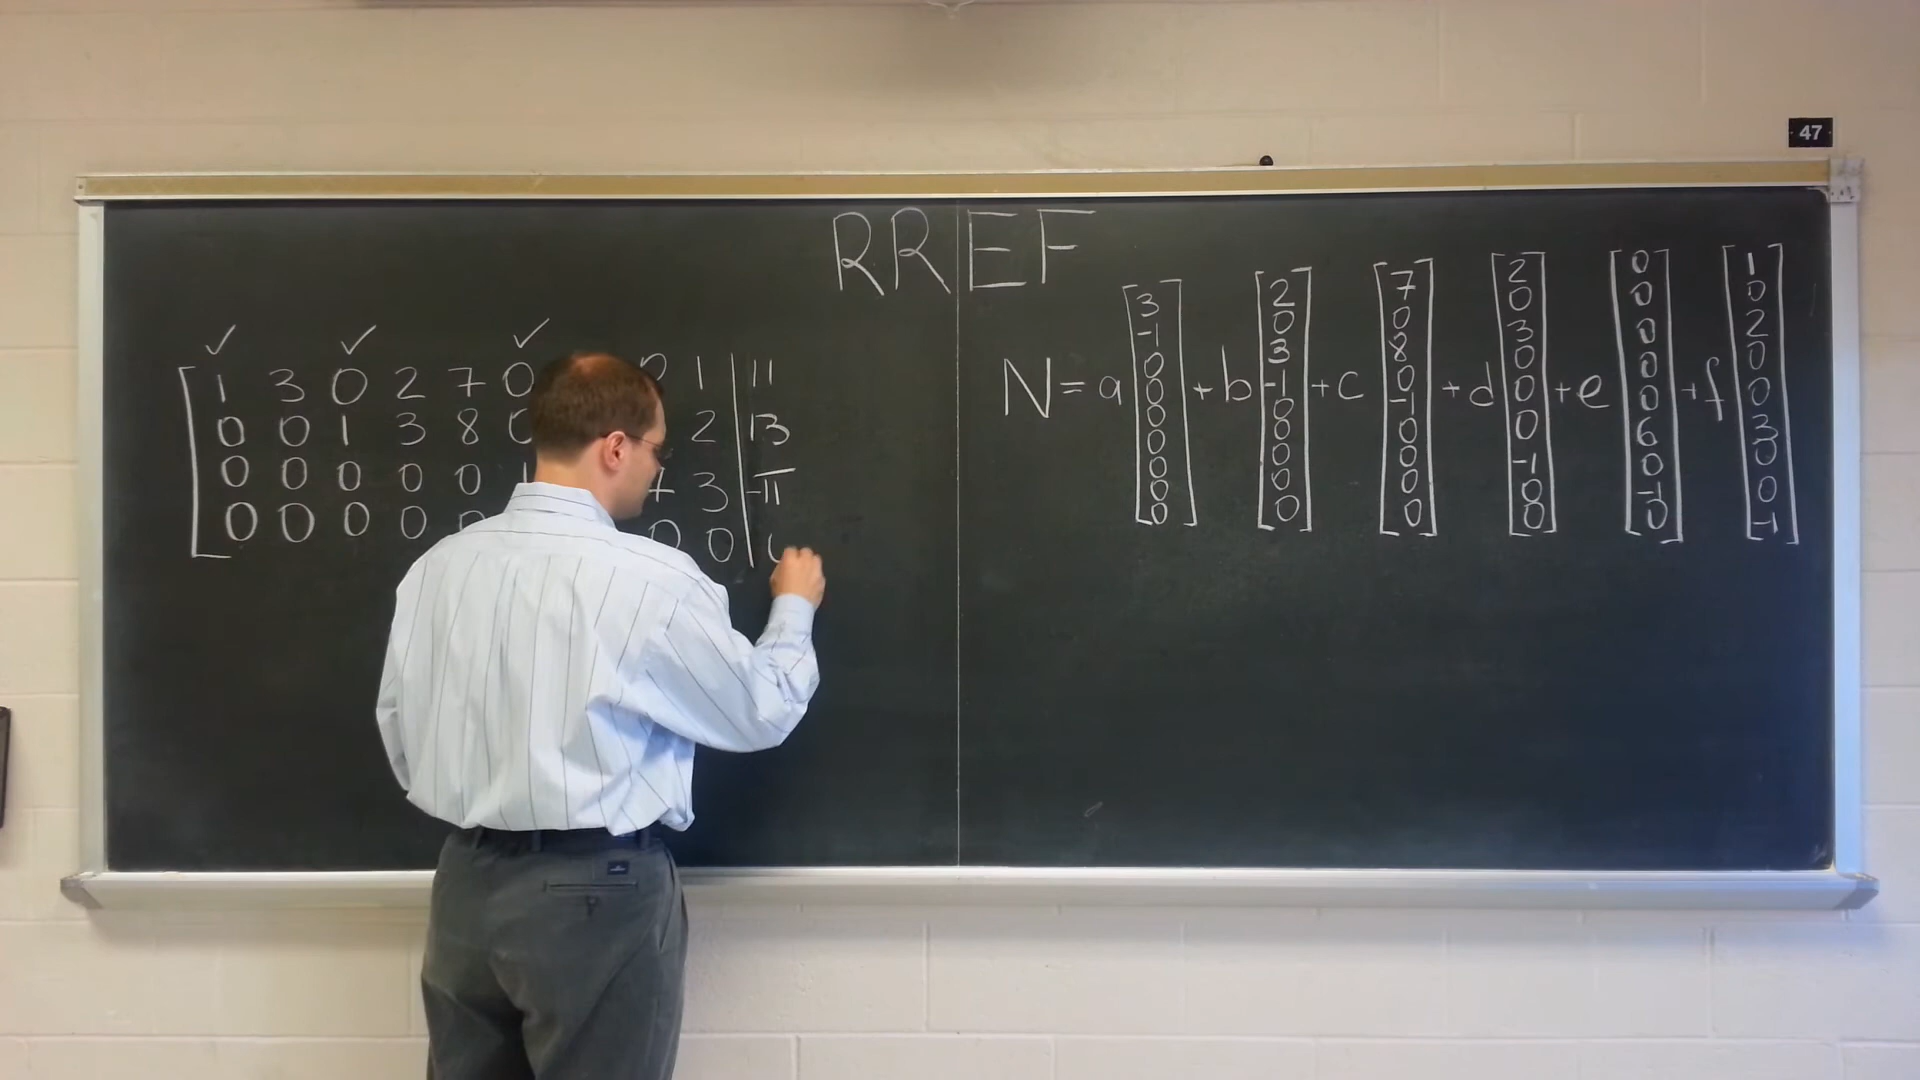 47
RREF
1 3 0 2 7 0 1 | 11
0 0 1 3 8 0 2 | 13
0 0 0 0 0 7 3 | -π
0 0 0 0 0 0 0 |
N = a [3 -1 0 0 0 0 0 0 0] + b [2 0 3 -1 0 0 0 0 0] + c [7 0 8 0 -1 0 0 0 0] + d [2 0 3 0 0 0 -1 0 0] + e [0 0 0 0 0 6 0 -1 0] + f [1 0 2 0 0 3 0 0 -1]